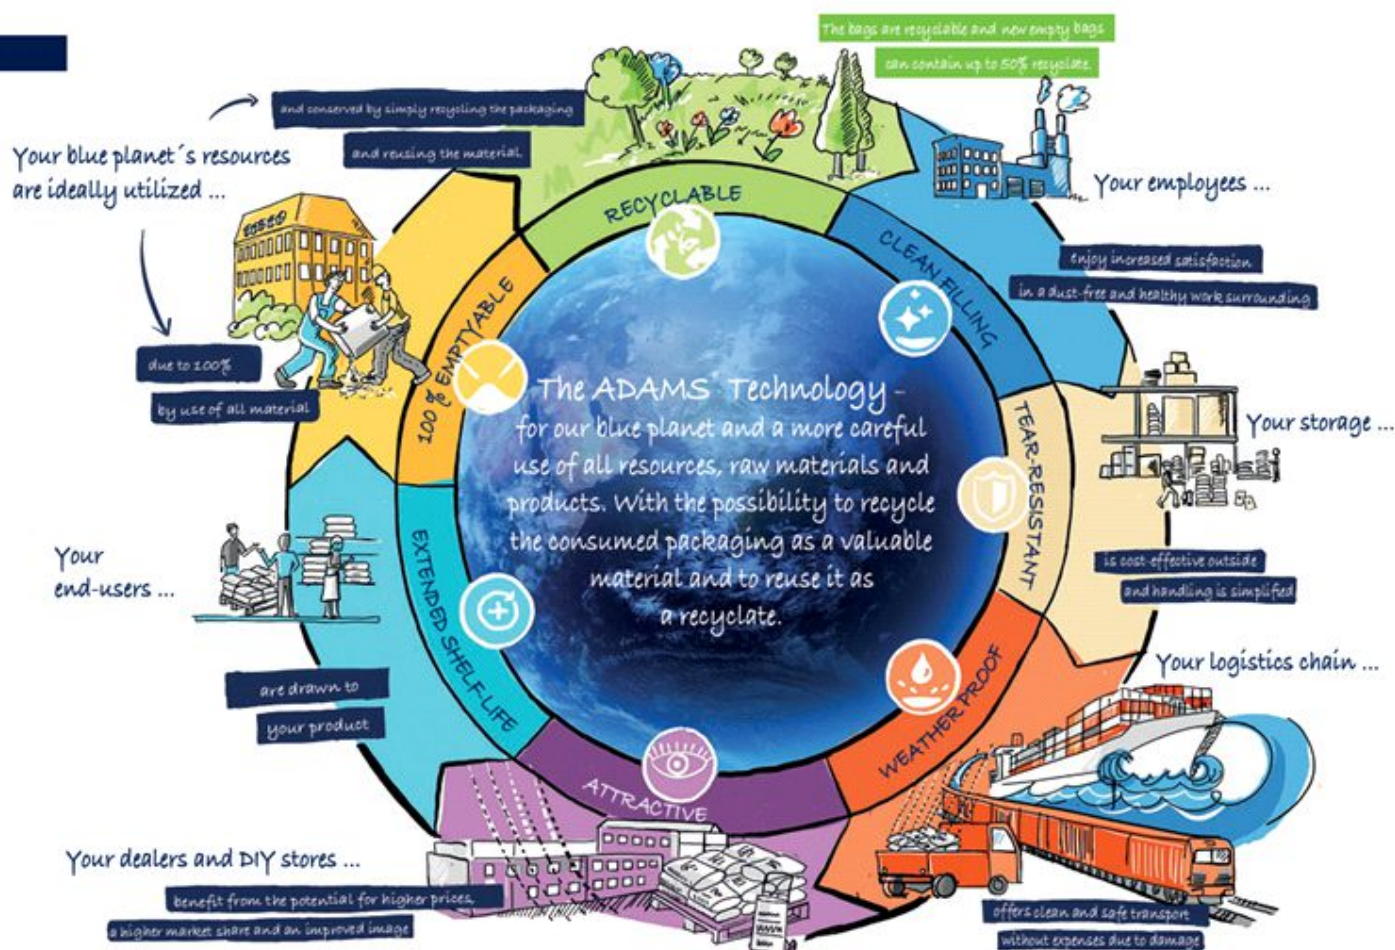 The bags are recyclable and new empty bags
can contain up to 50% recyclate.
and conserved by simply recycling the packaging
and reusing the material.
Your blue planet´s resources
are ideally utilized ...
due to 100%
by use of all material
Your employees ...
enjoy increased satisfaction
in a dust-free and healthy work surrounding
Your storage ...
is cost-effective outside
and handling is simplified
Your logistics chain ...
offers clean and safe transport
without expenses due to damage
Your dealers and DIY stores ...
benefit from the potential for higher prices,
a higher market share and an improved image
Your
end-users ...
are drawn to
your product
RECYCLABLE
CLEAN FILLING
TEAR-RESISTANT
WEATHERPROOF
ATTRACTIVE
EXTENDED SHELF-LIFE
100% EMPTYABLE
The ADAMS Technology -
for our blue planet and a more careful
use of all resources, raw materials and
products. With the possibility to recycle
the consumed packaging as a valuable
material and to reuse it as
a recyclate.